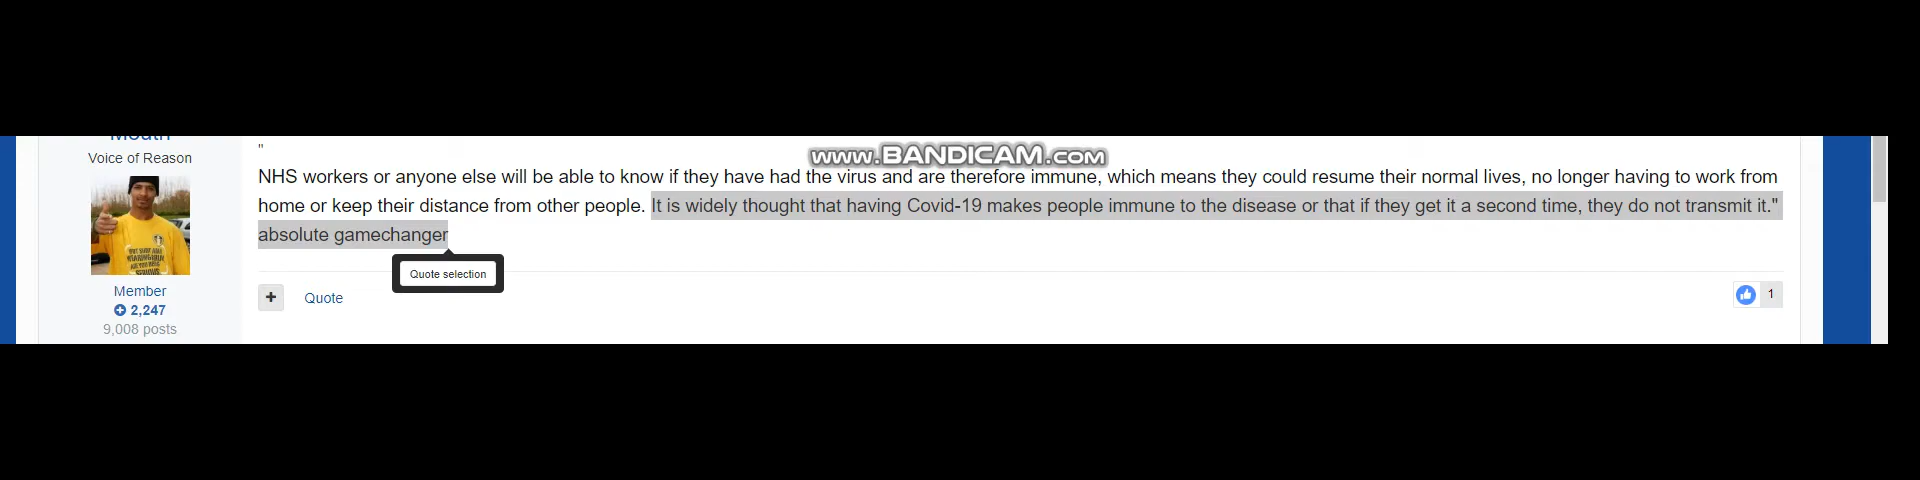 Mouth
Voice of Reason
"
www.BANDICAM.com
NHS workers or anyone else will be able to know if they have had the virus and are therefore immune, which means they could resume their normal lives, no longer having to work from
home or keep their distance from other people. It is widely thought that having Covid-19 makes people immune to the disease or that if they get it a second time, they do not transmit it."
absolute gamechanger
Quote selection
Member
2,247
9,008 posts
+ Quote
1